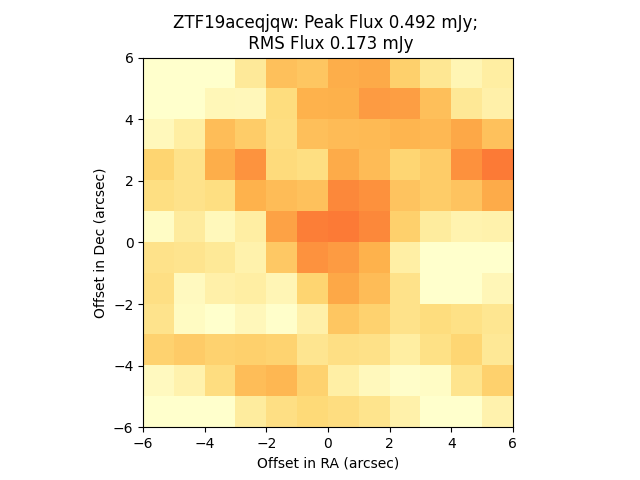 ZTF19aceqjqw: Peak Flux 0.492 mJy;
RMS Flux 0.173 mJy
6
4
2
0
−2
−4
−6
Offset in Dec (arcsec)
−6 −4 −2 0 2 4 6
Offset in RA (arcsec)